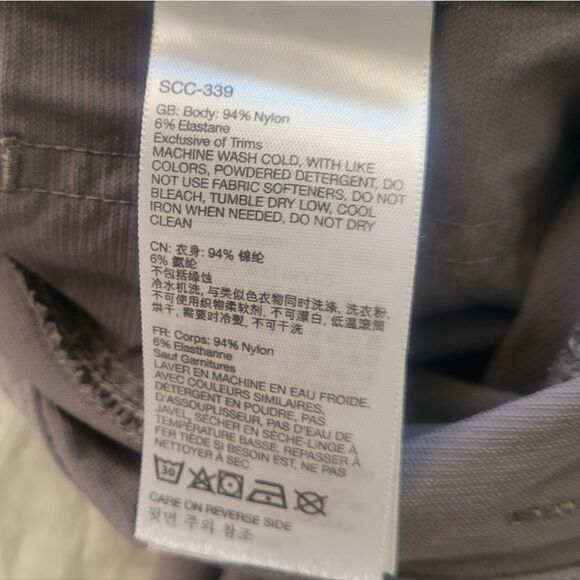 SCC-339
GB: Body: 94% Nylon
6% Elastane
Exclusive of Trims
MACHINE WASH COLD, WITH LIKE
COLORS, POWDERED DETERGENT, DO
NOT USE FABRIC SOFTENERS, DO NOT
BLEACH, TUMBLE DRY LOW, COOL
IRON WHEN NEEDED, DO NOT DRY
CLEAN
CN: 衣身: 94% 锦纶
6% 氨纶
不包括缘蚀
冷水机洗, 与类似色衣物同时洗涤, 洗衣粉,
不可使用织物柔软剂, 不可漂白, 低温滚筒
烘干, 需要时冷熨, 不可干洗
FR: Corps: 94% Nylon
6% Elasthanne
Sauf Garnitures
LAVER EN MACHINE EN EAU FROIDE,
AVEC COULEURS SIMILAIRES,
DÉTERGENT EN POUDRE, PAS
D'ASSOUPLISSEUR, PAS D'EAU DE
JAVEL, SÉCHER EN SÈCHE-LINGE À
TEMPÉRATURE BASSE, REPASSER À
FER TIÈDE SI BESOIN EST, NE PAS
NETTOYER À SEC
30
CARE ON REVERSE SIDE
뒷면 주의 참조